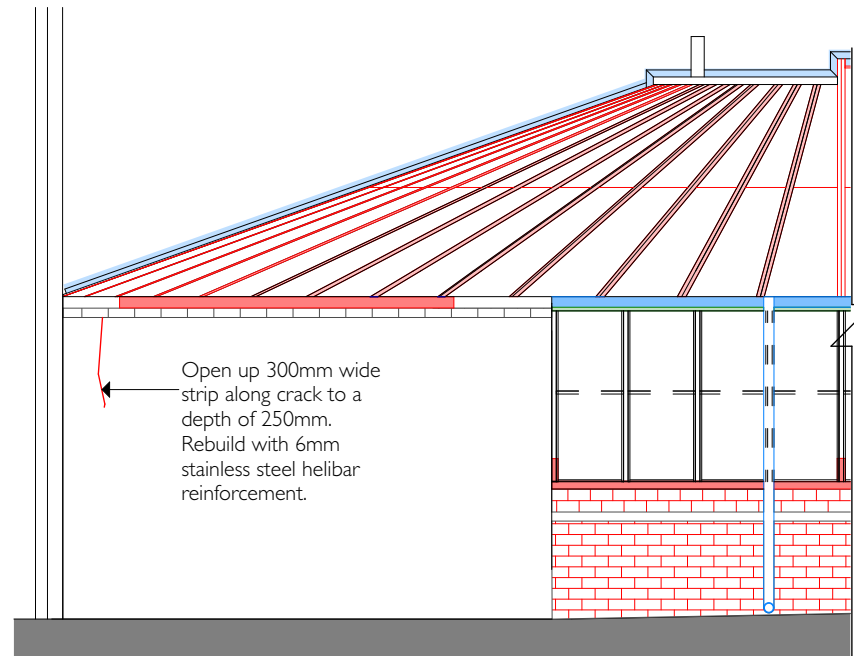 Open up 300mm wide
strip along crack to a
depth of 250mm.
Rebuild with 6mm
stainless steel helibar
reinforcement.